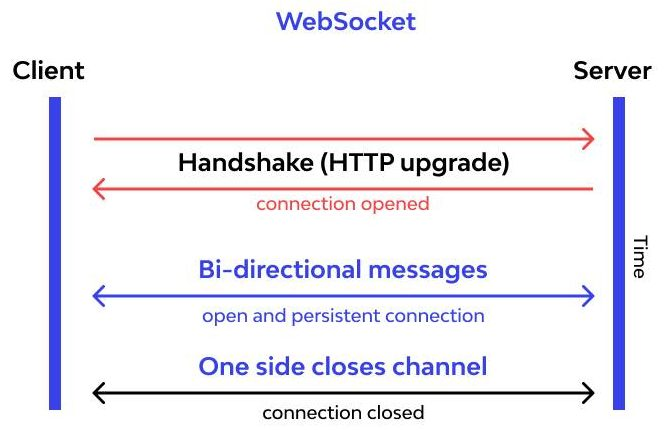 WebSocket
Client
Server
Handshake (HTTP upgrade)
connection opened
Time
Bi-directional messages
open and persistent connection
One side closes channel
connection closed